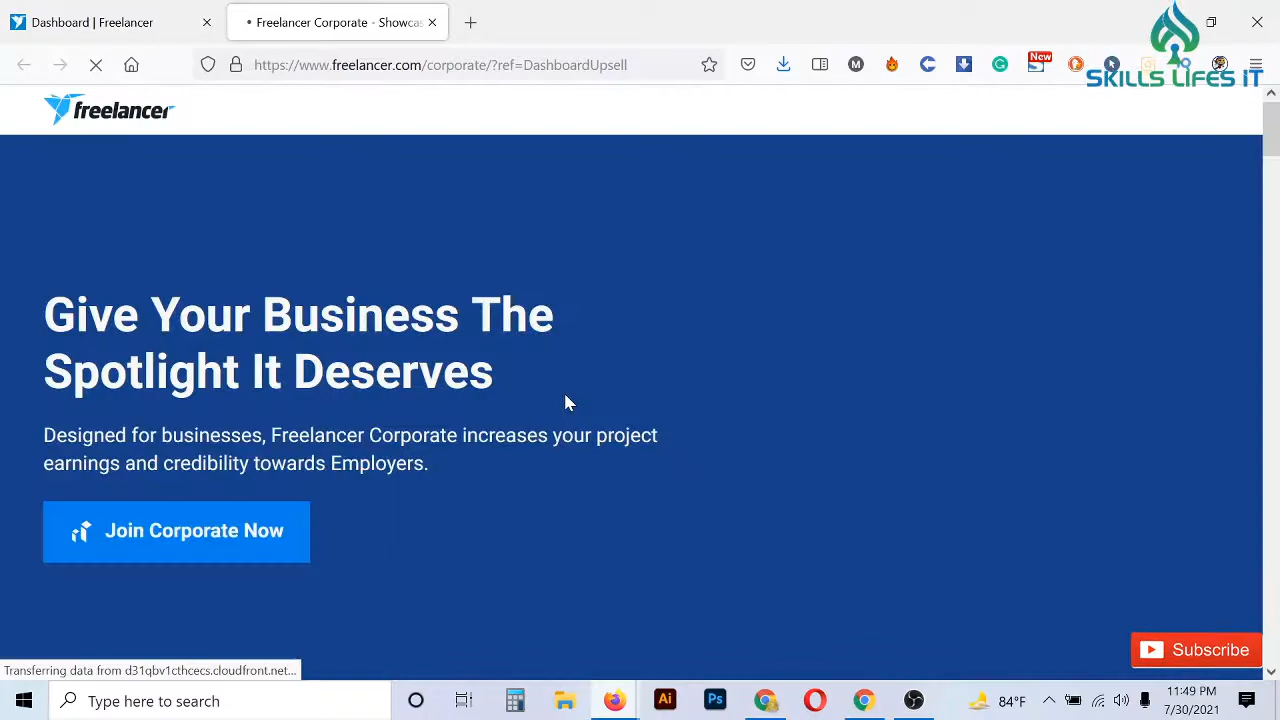 Dashboard | Freelancer
Freelancer Corporate - Showcas
https://www.freelancer.com/corporate/?ref=DashboardUpsell
New
SKILLS LIFES IT
freelancer
Give Your Business The
Spotlight It Deserves
Designed for businesses, Freelancer Corporate increases your project
earnings and credibility towards Employers.
Join Corporate Now
Subscribe
Transferring data from d31qbv1cthcecs.cloudfront.net...
Type here to search
Ai
Ps
84°F
11:49 PM
7/30/2021